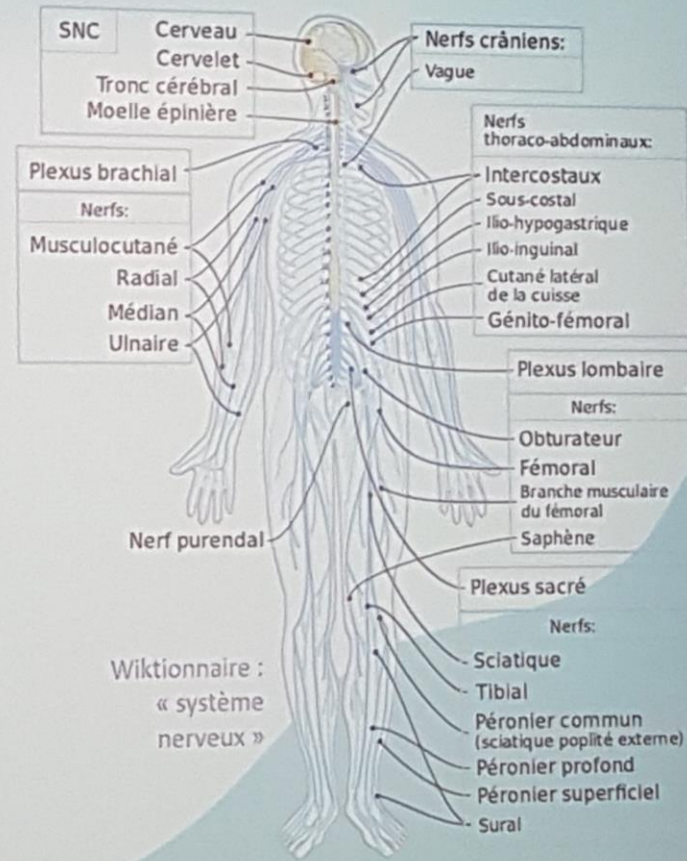 SNC
Cerveau
Cervelet
Tronc cérébral
Moelle épinière
Plexus brachial
Nerfs:
Musculocutané
Radial
Médian
Ulnaire
Nerf purendal
Wiktionnaire :
« système
nerveux »
Nerfs crâniens:
Vague
Nerfs
thoraco-abdominaux:
Intercostaux
Sous-costal
Ilio-hypogastrique
Ilio-inguinal
Cutané latéral
de la cuisse
Génito-fémoral
Plexus lombaire
Nerfs:
Obturateur
Fémoral
Branche musculaire
du fémoral
Saphène
Plexus sacré
Nerfs:
Sciatique
Tibial
Péronier commun
(sciatique poplité externe)
Péronier profond
Péronier superficiel
Sural